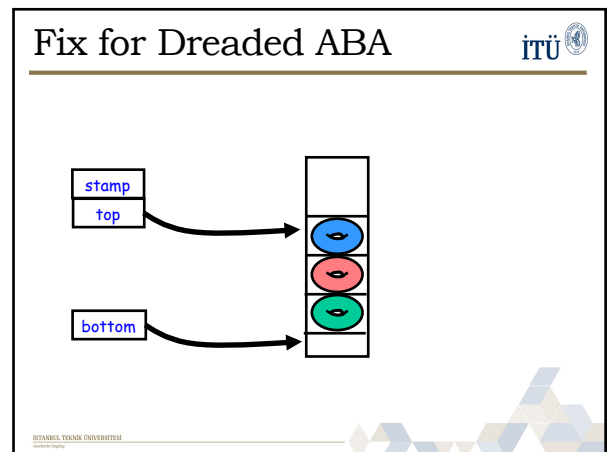 Fix for Dreaded ABA
İTÜ
stamp
top
bottom
İSTANBUL TEKNİK ÜNİVERSİTESİ